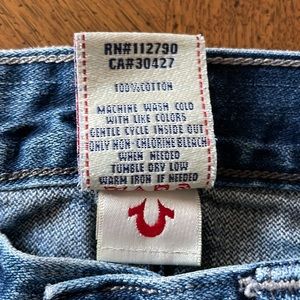 RN#112790
CA#30427
100%COTTON
MACHINE WASH COLD
WITH LIKE COLORS
GENTLE CYCLE INSIDE OUT
ONLY NON-CHLORINE BLEACH
WHEN NEEDED
TUMBLE DRY LOW
WARM IRON IF NEEDED